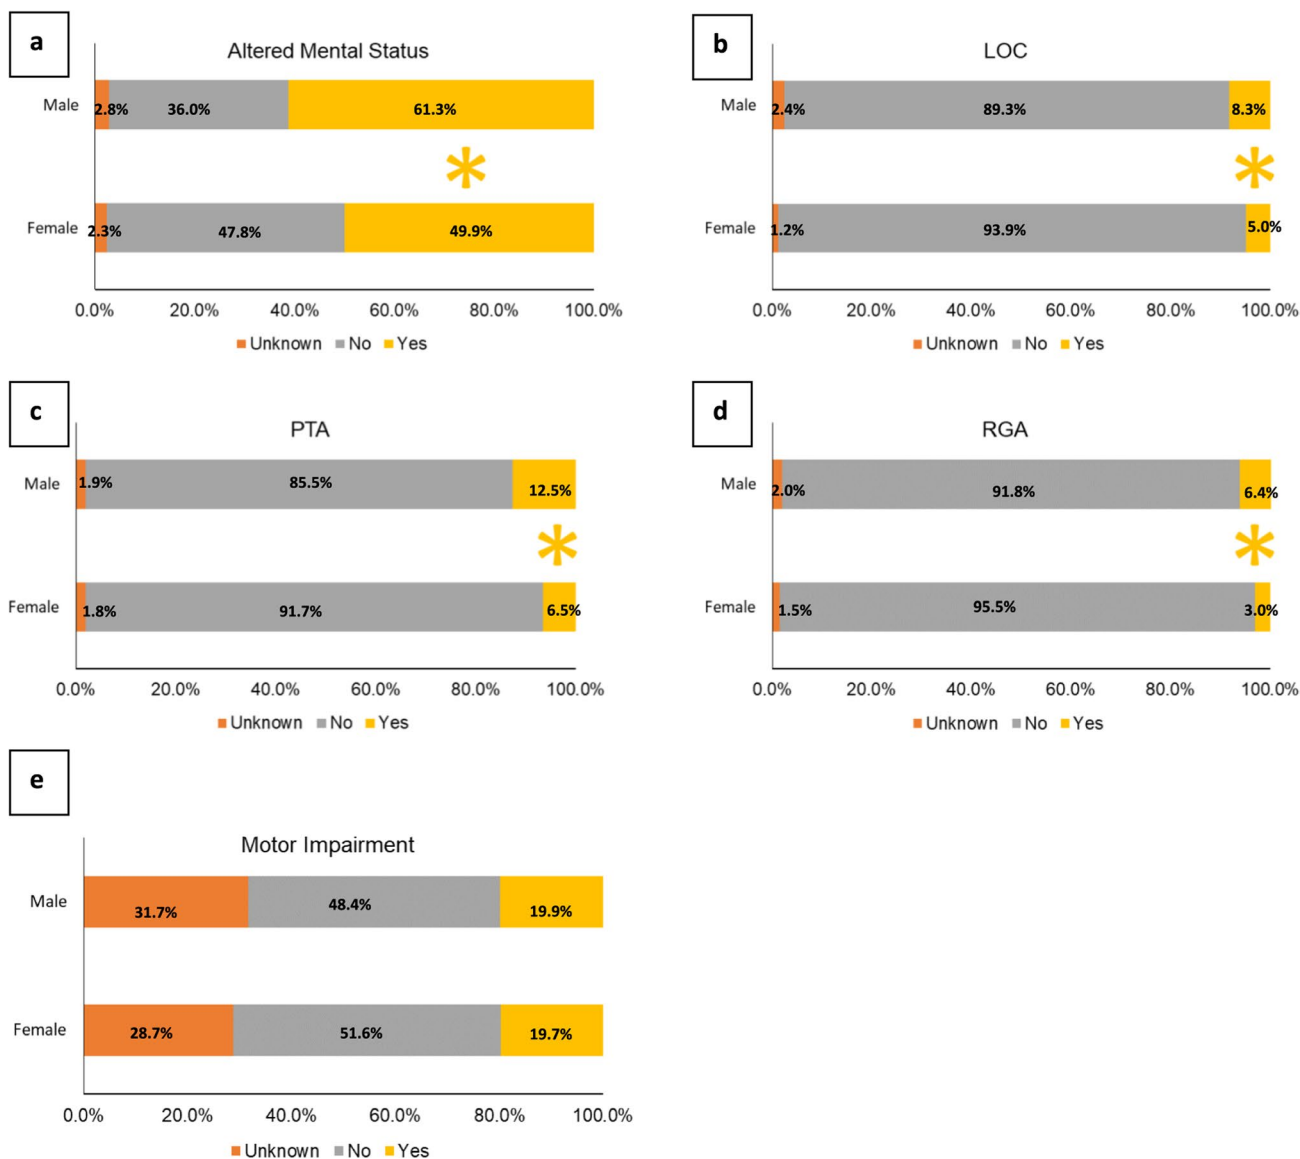 a
Altered Mental Status
Male 2.8% 36.0% 61.3%
*
Female 2.3% 47.8% 49.9%
0.0% 20.0% 40.0% 60.0% 80.0% 100.0%
Unknown No Yes
b
LOC
Male 2.4% 89.3% 8.3%
*
Female 1.2% 93.9% 5.0%
0.0% 20.0% 40.0% 60.0% 80.0% 100.0%
Unknown No Yes
c
PTA
Male 1.9% 85.5% 12.5%
*
Female 1.8% 91.7% 6.5%
0.0% 20.0% 40.0% 60.0% 80.0% 100.0%
Unknown No Yes
d
RGA
Male 2.0% 91.8% 6.4%
*
Female 1.5% 95.5% 3.0%
0.0% 20.0% 40.0% 60.0% 80.0% 100.0%
Unknown No Yes
e
Motor Impairment
Male 31.7% 48.4% 19.9%
Female 28.7% 51.6% 19.7%
0.0% 20.0% 40.0% 60.0% 80.0% 100.0%
Unknown No Yes